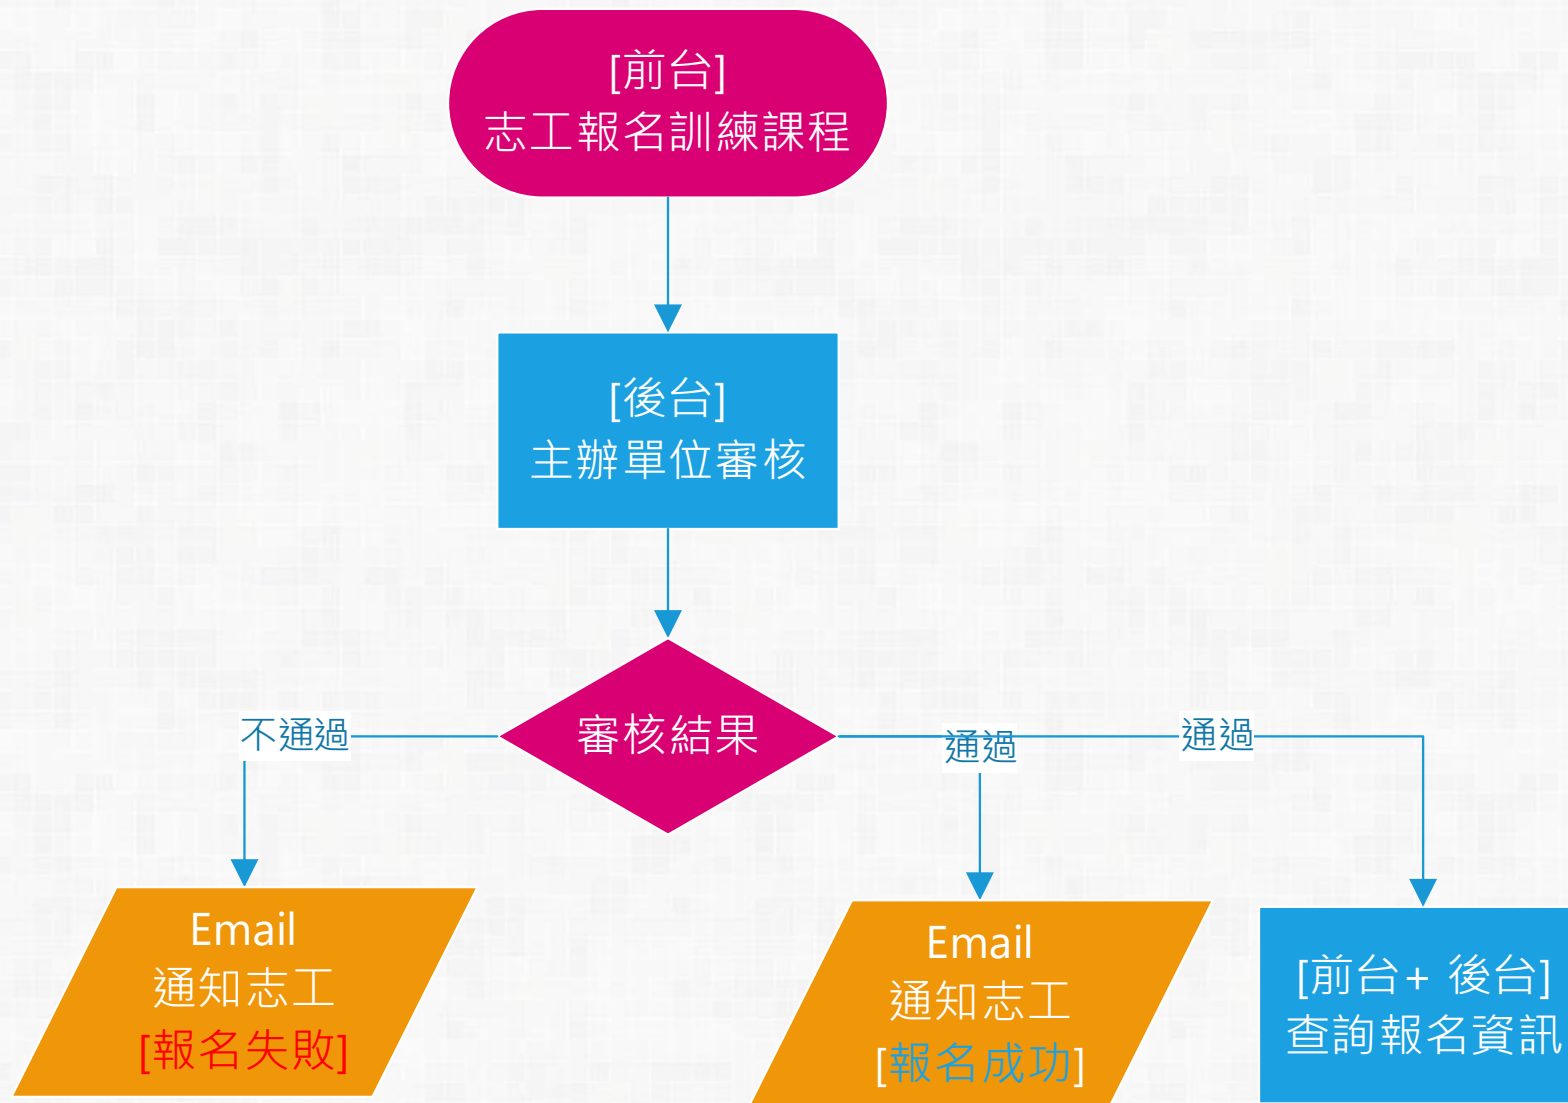 [前台]
志工報名訓練課程
[後台]
主辦單位審核
審核結果
不通過
通過
通過
Email
通知志工
[報名失敗]
Email
通知志工
[報名成功]
[前台+ 後台]
查詢報名資訊